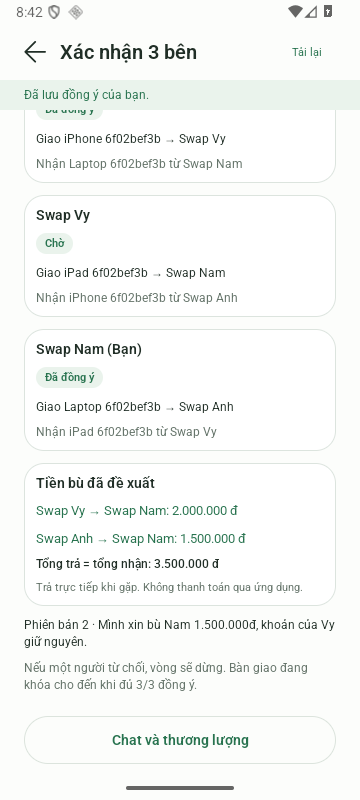 8:42
Xác nhận 3 bên
Tải lại
Đã lưu đồng ý của bạn.
Đã đồng ý
Giao iPhone 6f02bef3b → Swap Vy
Nhận Laptop 6f02bef3b từ Swap Nam
Swap Vy
Chờ
Giao iPad 6f02bef3b → Swap Nam
Nhận iPhone 6f02bef3b từ Swap Anh
Swap Nam (Bạn)
Đã đồng ý
Giao Laptop 6f02bef3b → Swap Anh
Nhận iPad 6f02bef3b từ Swap Vy
Tiền bù đã đề xuất
Swap Vy → Swap Nam: 2.000.000 đ
Swap Anh → Swap Nam: 1.500.000 đ
Tổng trả = tổng nhận: 3.500.000 đ
Trả trực tiếp khi gặp. Không thanh toán qua ứng dụng.
Phiên bản 2 · Mình xin bù Nam 1.500.000đ, khoản của Vy
giữ nguyên.
Nếu một người từ chối, vòng sẽ dừng. Bàn giao đang
khóa cho đến khi đủ 3/3 đồng ý.
Chat và thương lượng